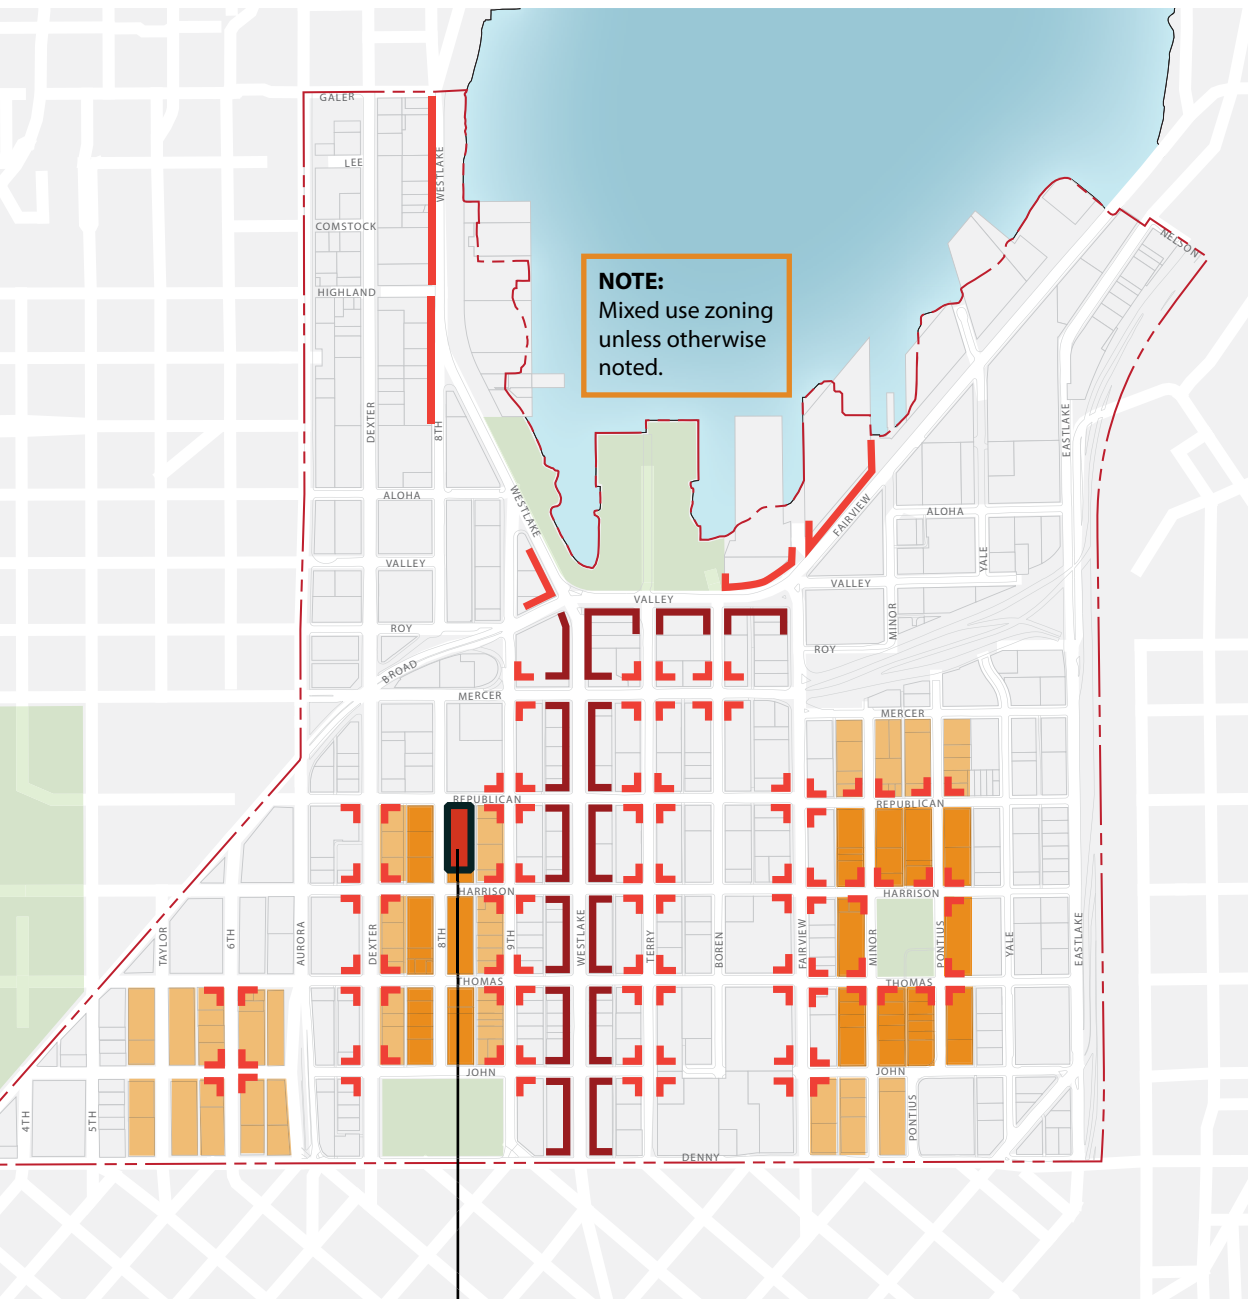 GALER
WESTLAKE
LEE
COMSTOCK
NELSON
NOTE:
Mixed use zoning
unless otherwise
noted.
HIGHLAND
DEXTER
8TH
EASTLAKE
ALOHA
WESTLAKE
FAIRVIEW
ALOHA
VALLEY
YALE
VALLEY
VALLEY
MINOR
ROY
ROY
BROAD
MERCER
MERCER
REPUBLICAN
REPUBLICAN
HARRISON
HARRISON
TAYLOR
6TH
AURORA
DEXTER
8TH
9TH
WESTLAKE
TERRY
BOREN
FAIRVIEW
MINOR
PONTIUS
YALE
EASTLAKE
THOMAS
THOMAS
JOHN
JOHN
4TH
5TH
PONTIUS
DENNY